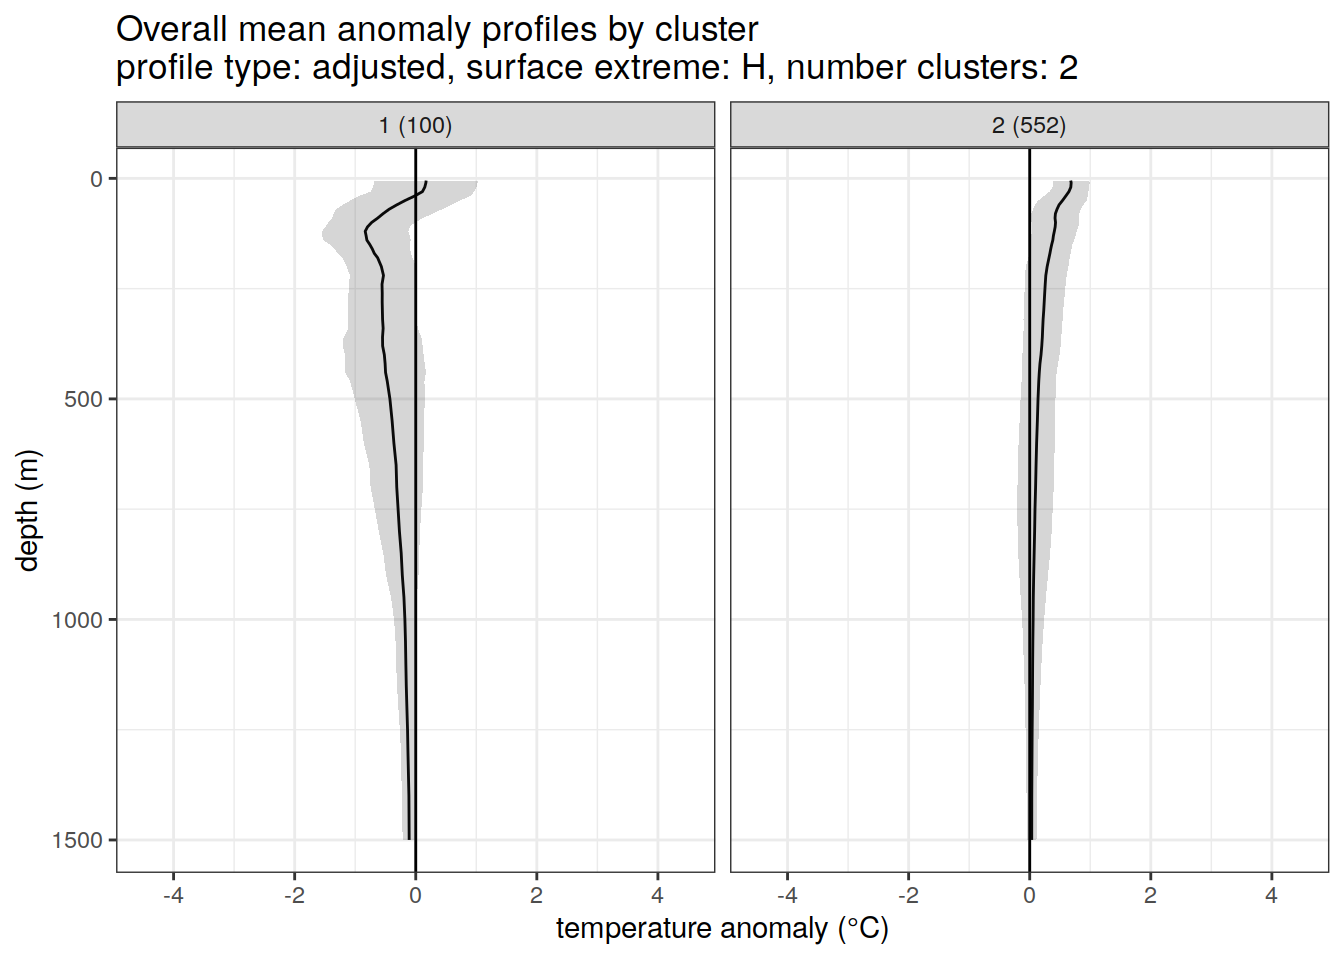 Overall mean anomaly profiles by cluster
profile type: adjusted, surface extreme: H, number clusters: 2
1 (100)
2 (552)
depth (m)
0
500
1000
1500
-4 -2 0 2 4
-4 -2 0 2 4
temperature anomaly (°C)